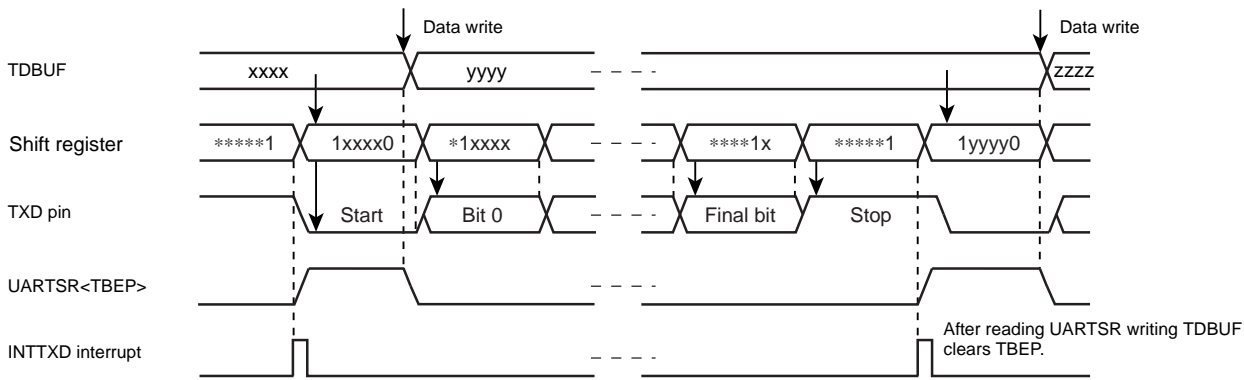 Data write Data write
TDBUF xxxx yyyy zzzz
Shift register *****1 1xxxx0 *1xxxx ****1x *****1 1yyyy0
TXD pin Start Bit 0 Final bit Stop
UARTSR<TBEP>
After reading UARTSR writing TDBUF
INTTXD interrupt clears TBEP.